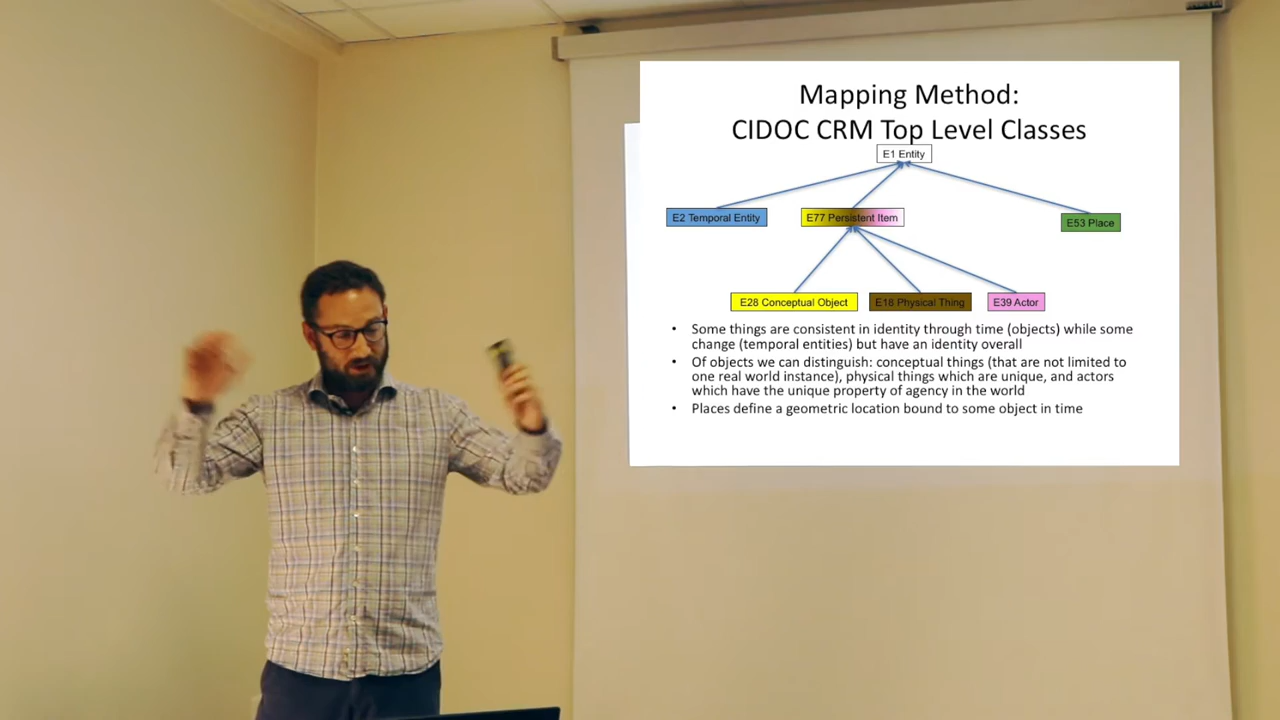 Mapping Method:
CIDOC CRM Top Level Classes
E1 Entity
E2 Temporal Entity
E77 Persistent Item
E53 Place
E28 Conceptual Object
E18 Physical Thing
E39 Actor
• Some things are consistent in identity through time (objects) while some
change (temporal entities) but have an identity overall
• Of objects we can distinguish: conceptual things (that are not limited to
one real world instance), physical things which are unique, and actors
which have the unique property of agency in the world
• Places define a geometric location bound to some object in time